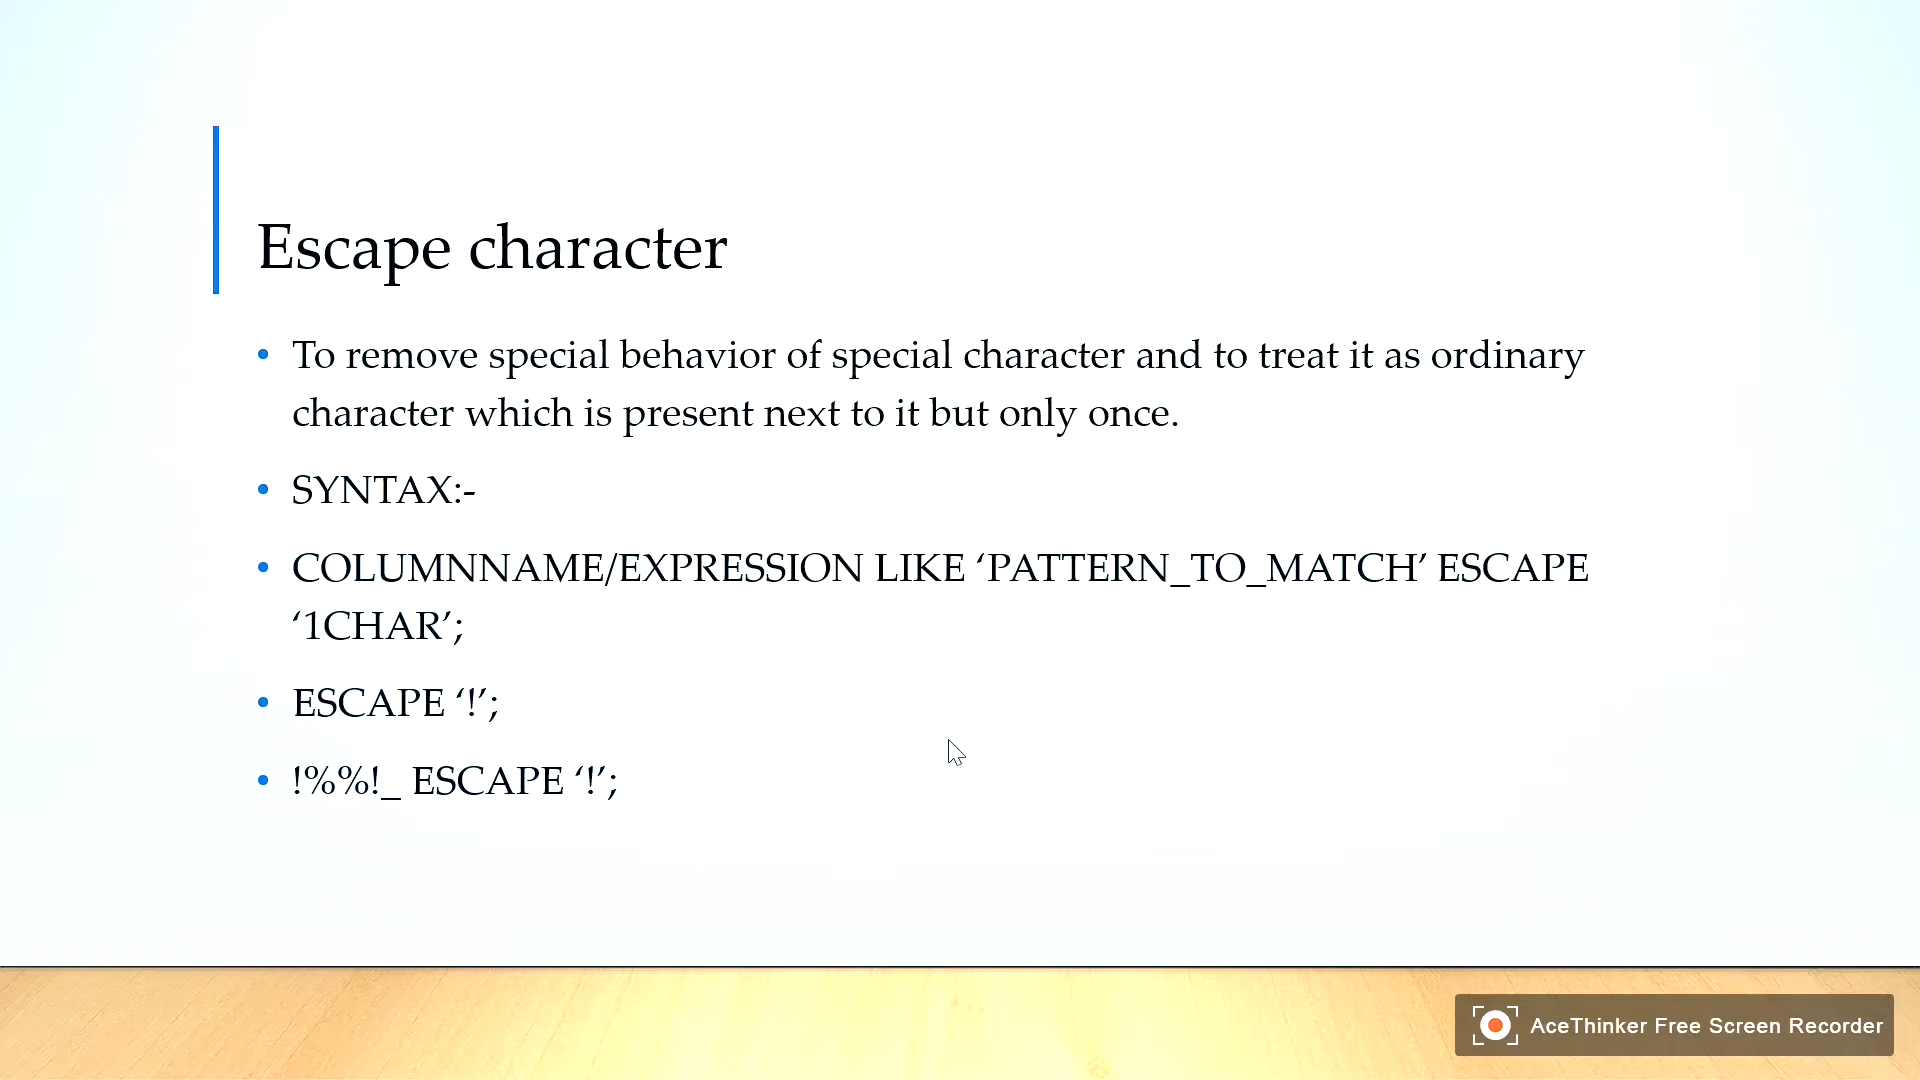 Escape character
• To remove special behavior of special character and to treat it as ordinary
character which is present next to it but only once.
• SYNTAX:-
• COLUMNNAME/EXPRESSION LIKE ‘PATTERN_TO_MATCH’ ESCAPE
‘1CHAR’;
• ESCAPE ‘!’;
• !%%!_ ESCAPE ‘!’;
AceThinker Free Screen Recorder